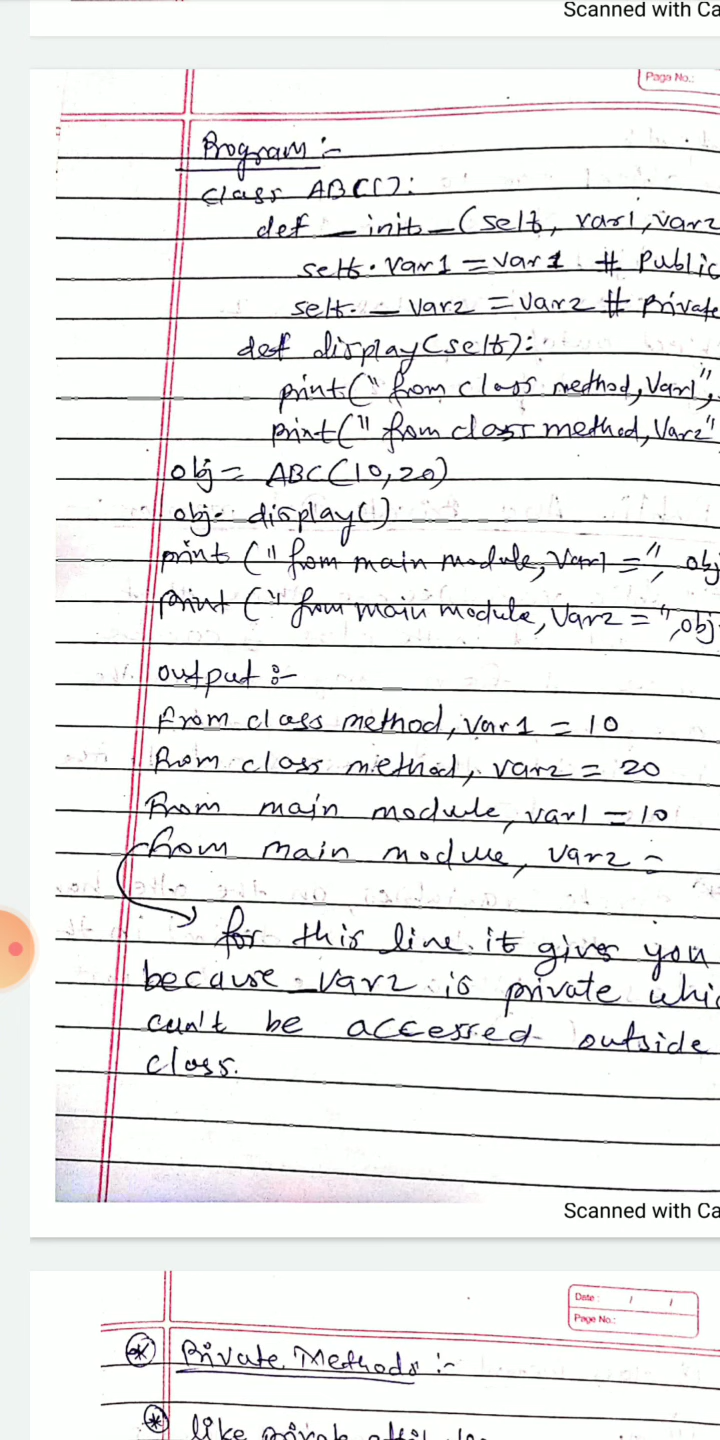 Scanned with Ca
Page No.:
Program :-
class ABC():
def __init__(self, var1, var2
self.var1 = var1 # Public
self.__var2 = var2 # Private
def display(self):
print("from class method, Var1",
print("from class method, Var2"
obj = ABC(10,20)
obj. display()
print ("from main module, Var1 =", obj
print ("from main module, Var2 = ", obj
output :-
From class method, var1 = 10
From class method, var2 = 20
From main module, var1 = 10
from main module, var2 =
for this line it gives you
because __var2 is private whic
can't be accessed outside
class.
Scanned with Ca
Date : / /
Page No.:
* Private Methods :-
* like